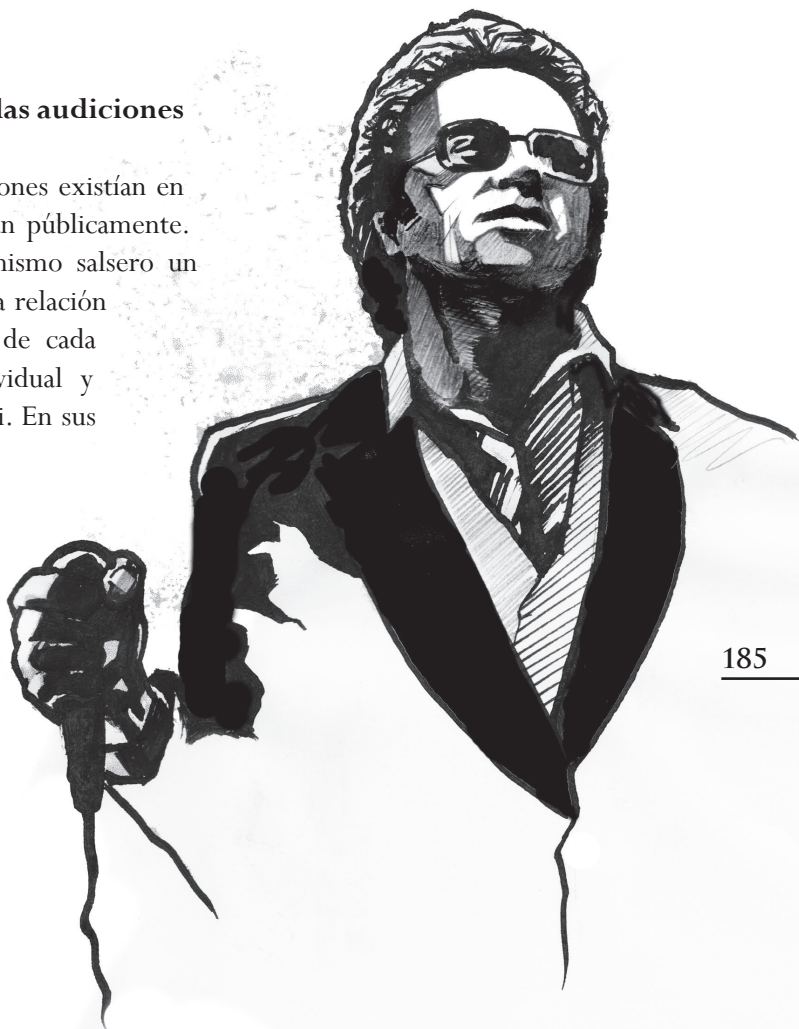 las audiciones
ones existían en
n públicamente.
nismo salsero un
a relación
de cada
vidual y
i. En sus
185